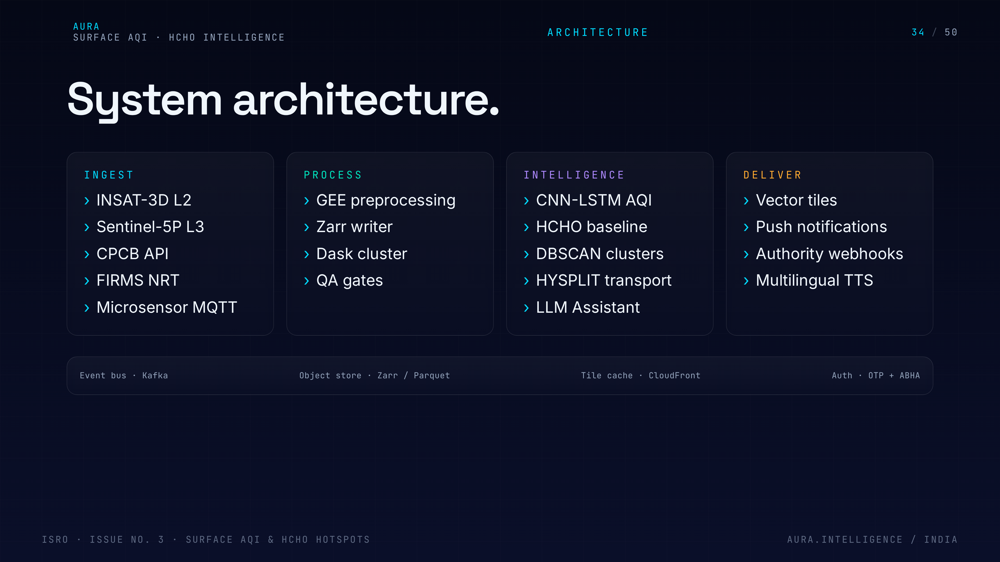 AURA
SURFACE AQI · HCHO INTELLIGENCE
ARCHITECTURE
34 / 50
System architecture.
INGEST
› INSAT-3D L2
› Sentinel-5P L3
› CPCB API
› FIRMS NRT
› Microsensor MQTT
PROCESS
› GEE preprocessing
› Zarr writer
› Dask cluster
› QA gates
INTELLIGENCE
› CNN-LSTM AQI
› HCHO baseline
› DBSCAN clusters
› HYSPLIT transport
› LLM Assistant
DELIVER
› Vector tiles
› Push notifications
› Authority webhooks
› Multilingual TTS
Event bus · Kafka
Object store · Zarr / Parquet
Tile cache · CloudFront
Auth · OTP + ABHA
ISRO · ISSUE NO. 3 · SURFACE AQI & HCHO HOTSPOTS
AURA.INTELLIGENCE / INDIA